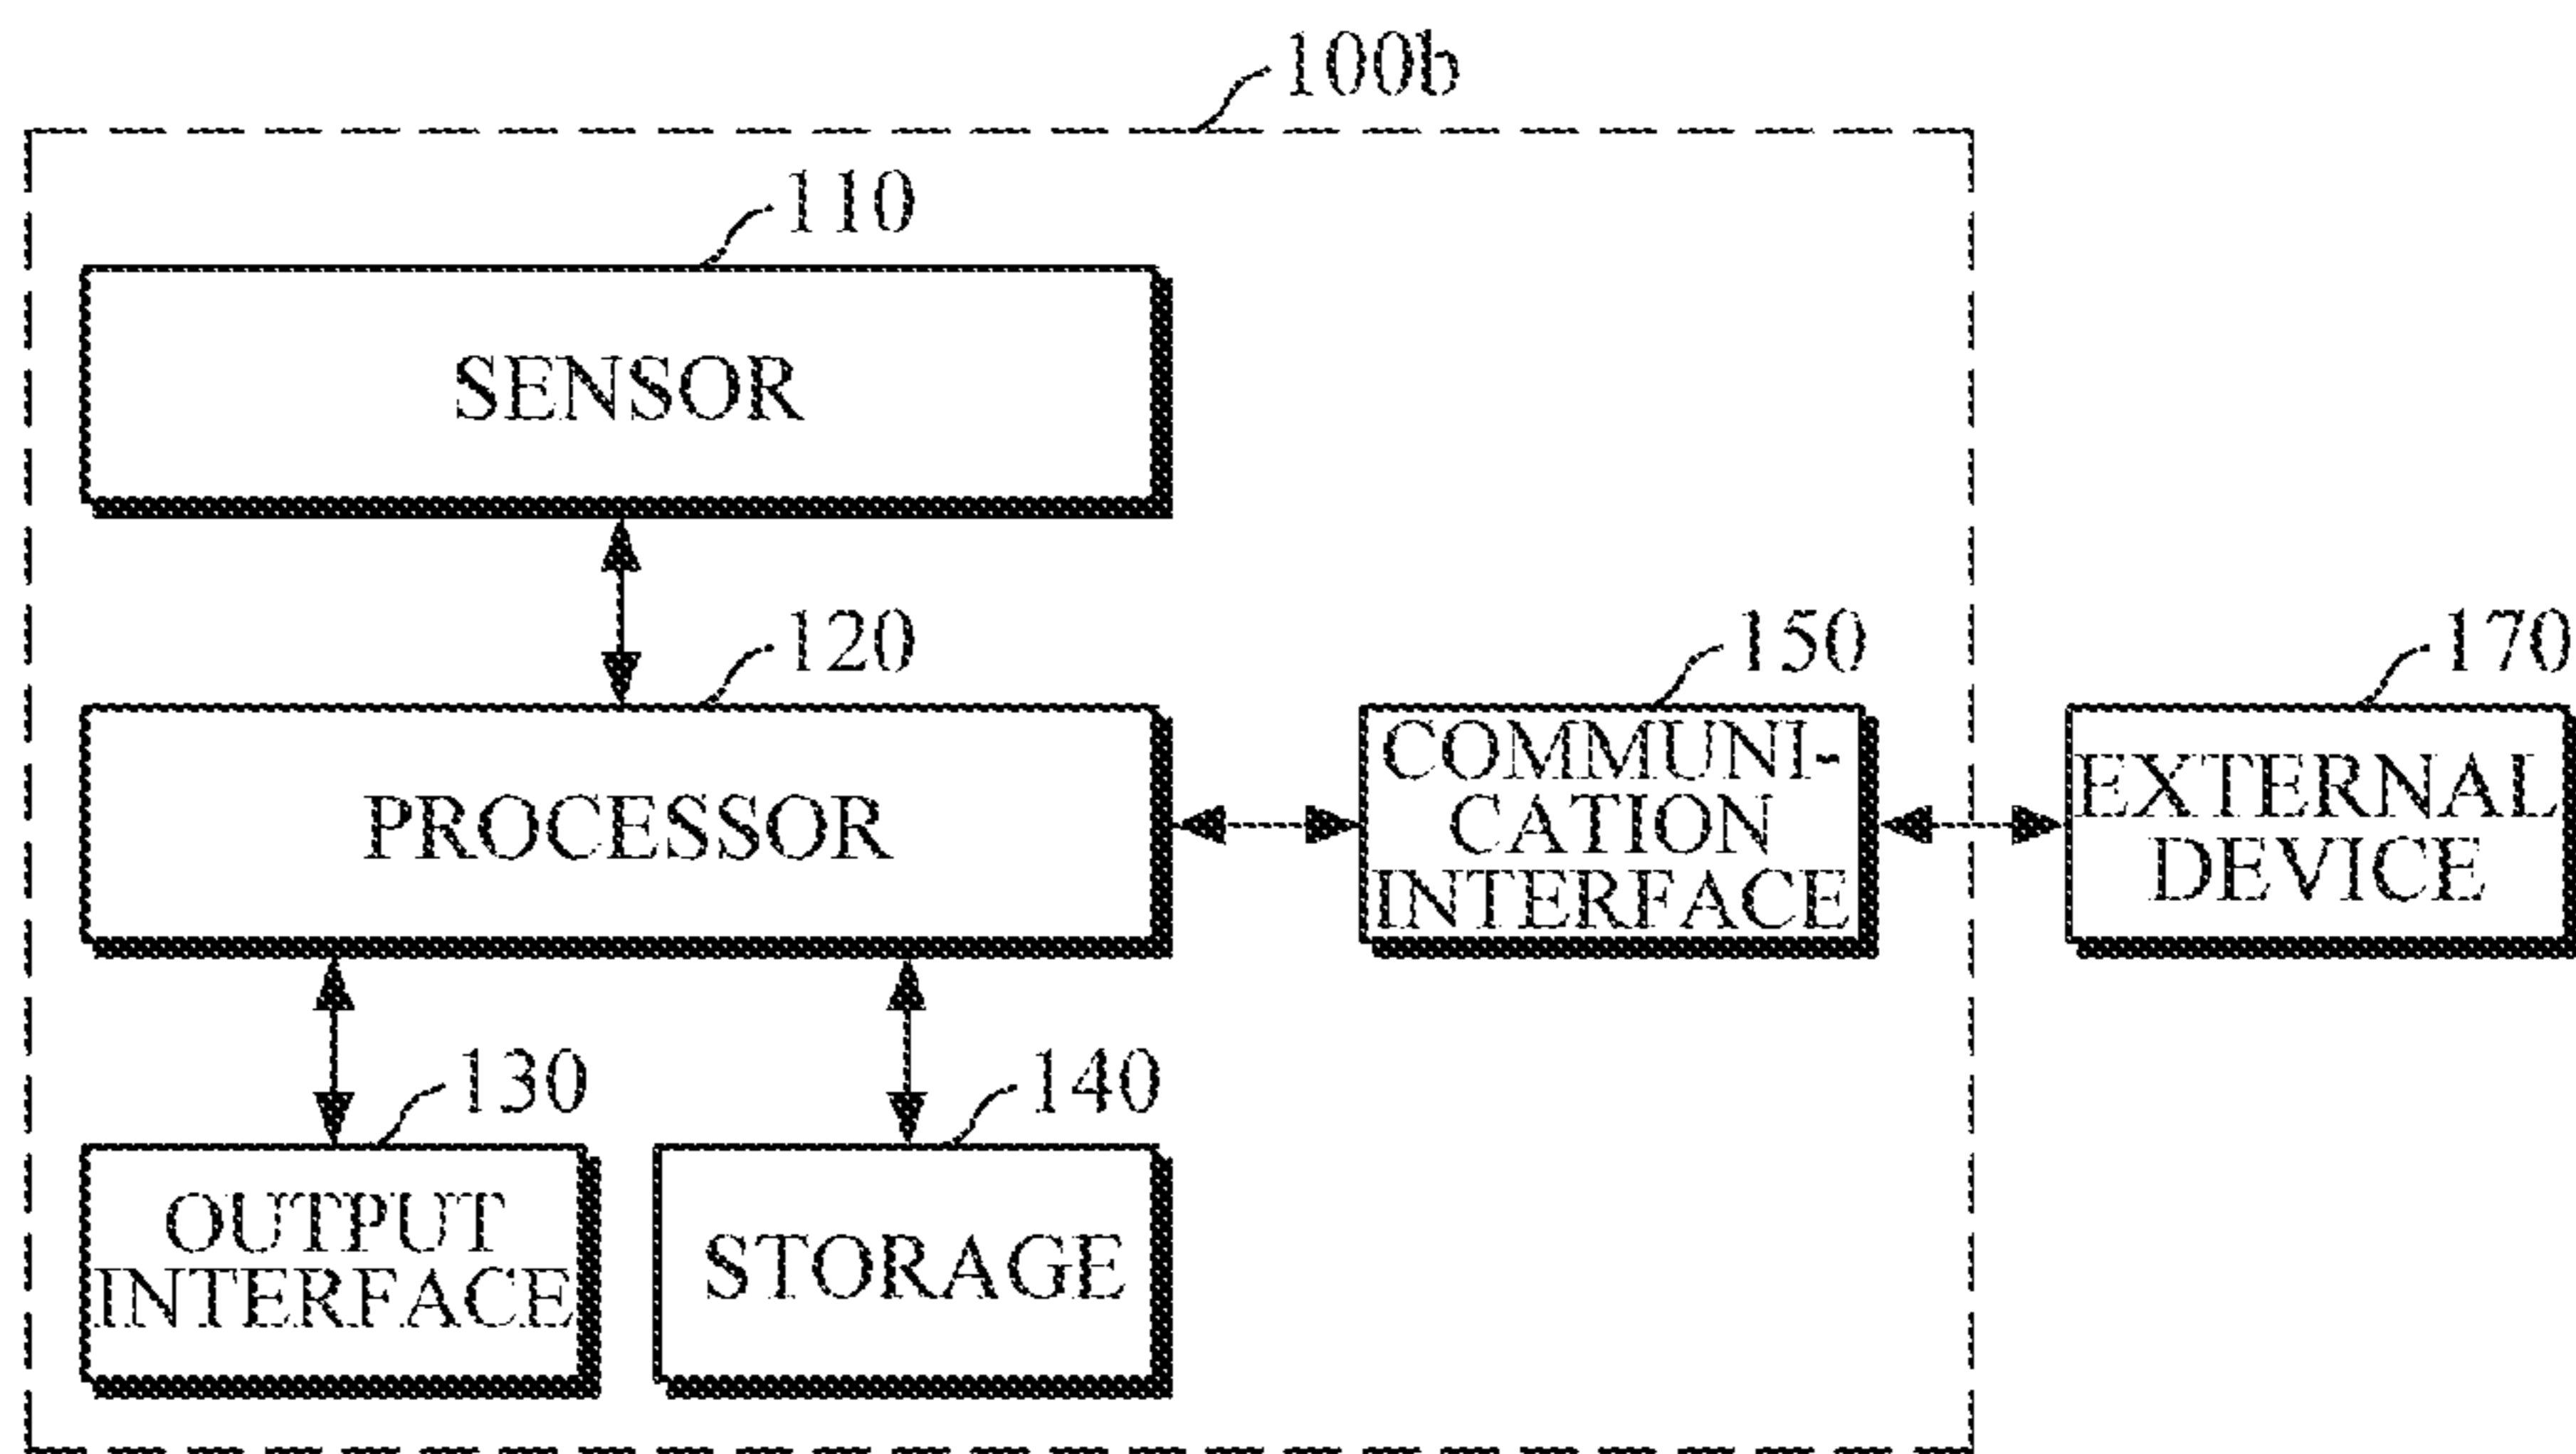 100b
110
SENSOR
120
PROCESSOR
150
COMMUNI-
CATION
INTERFACE
170
EXTERNAL
DEVICE
130
OUTPUT
INTERFACE
140
STORAGE